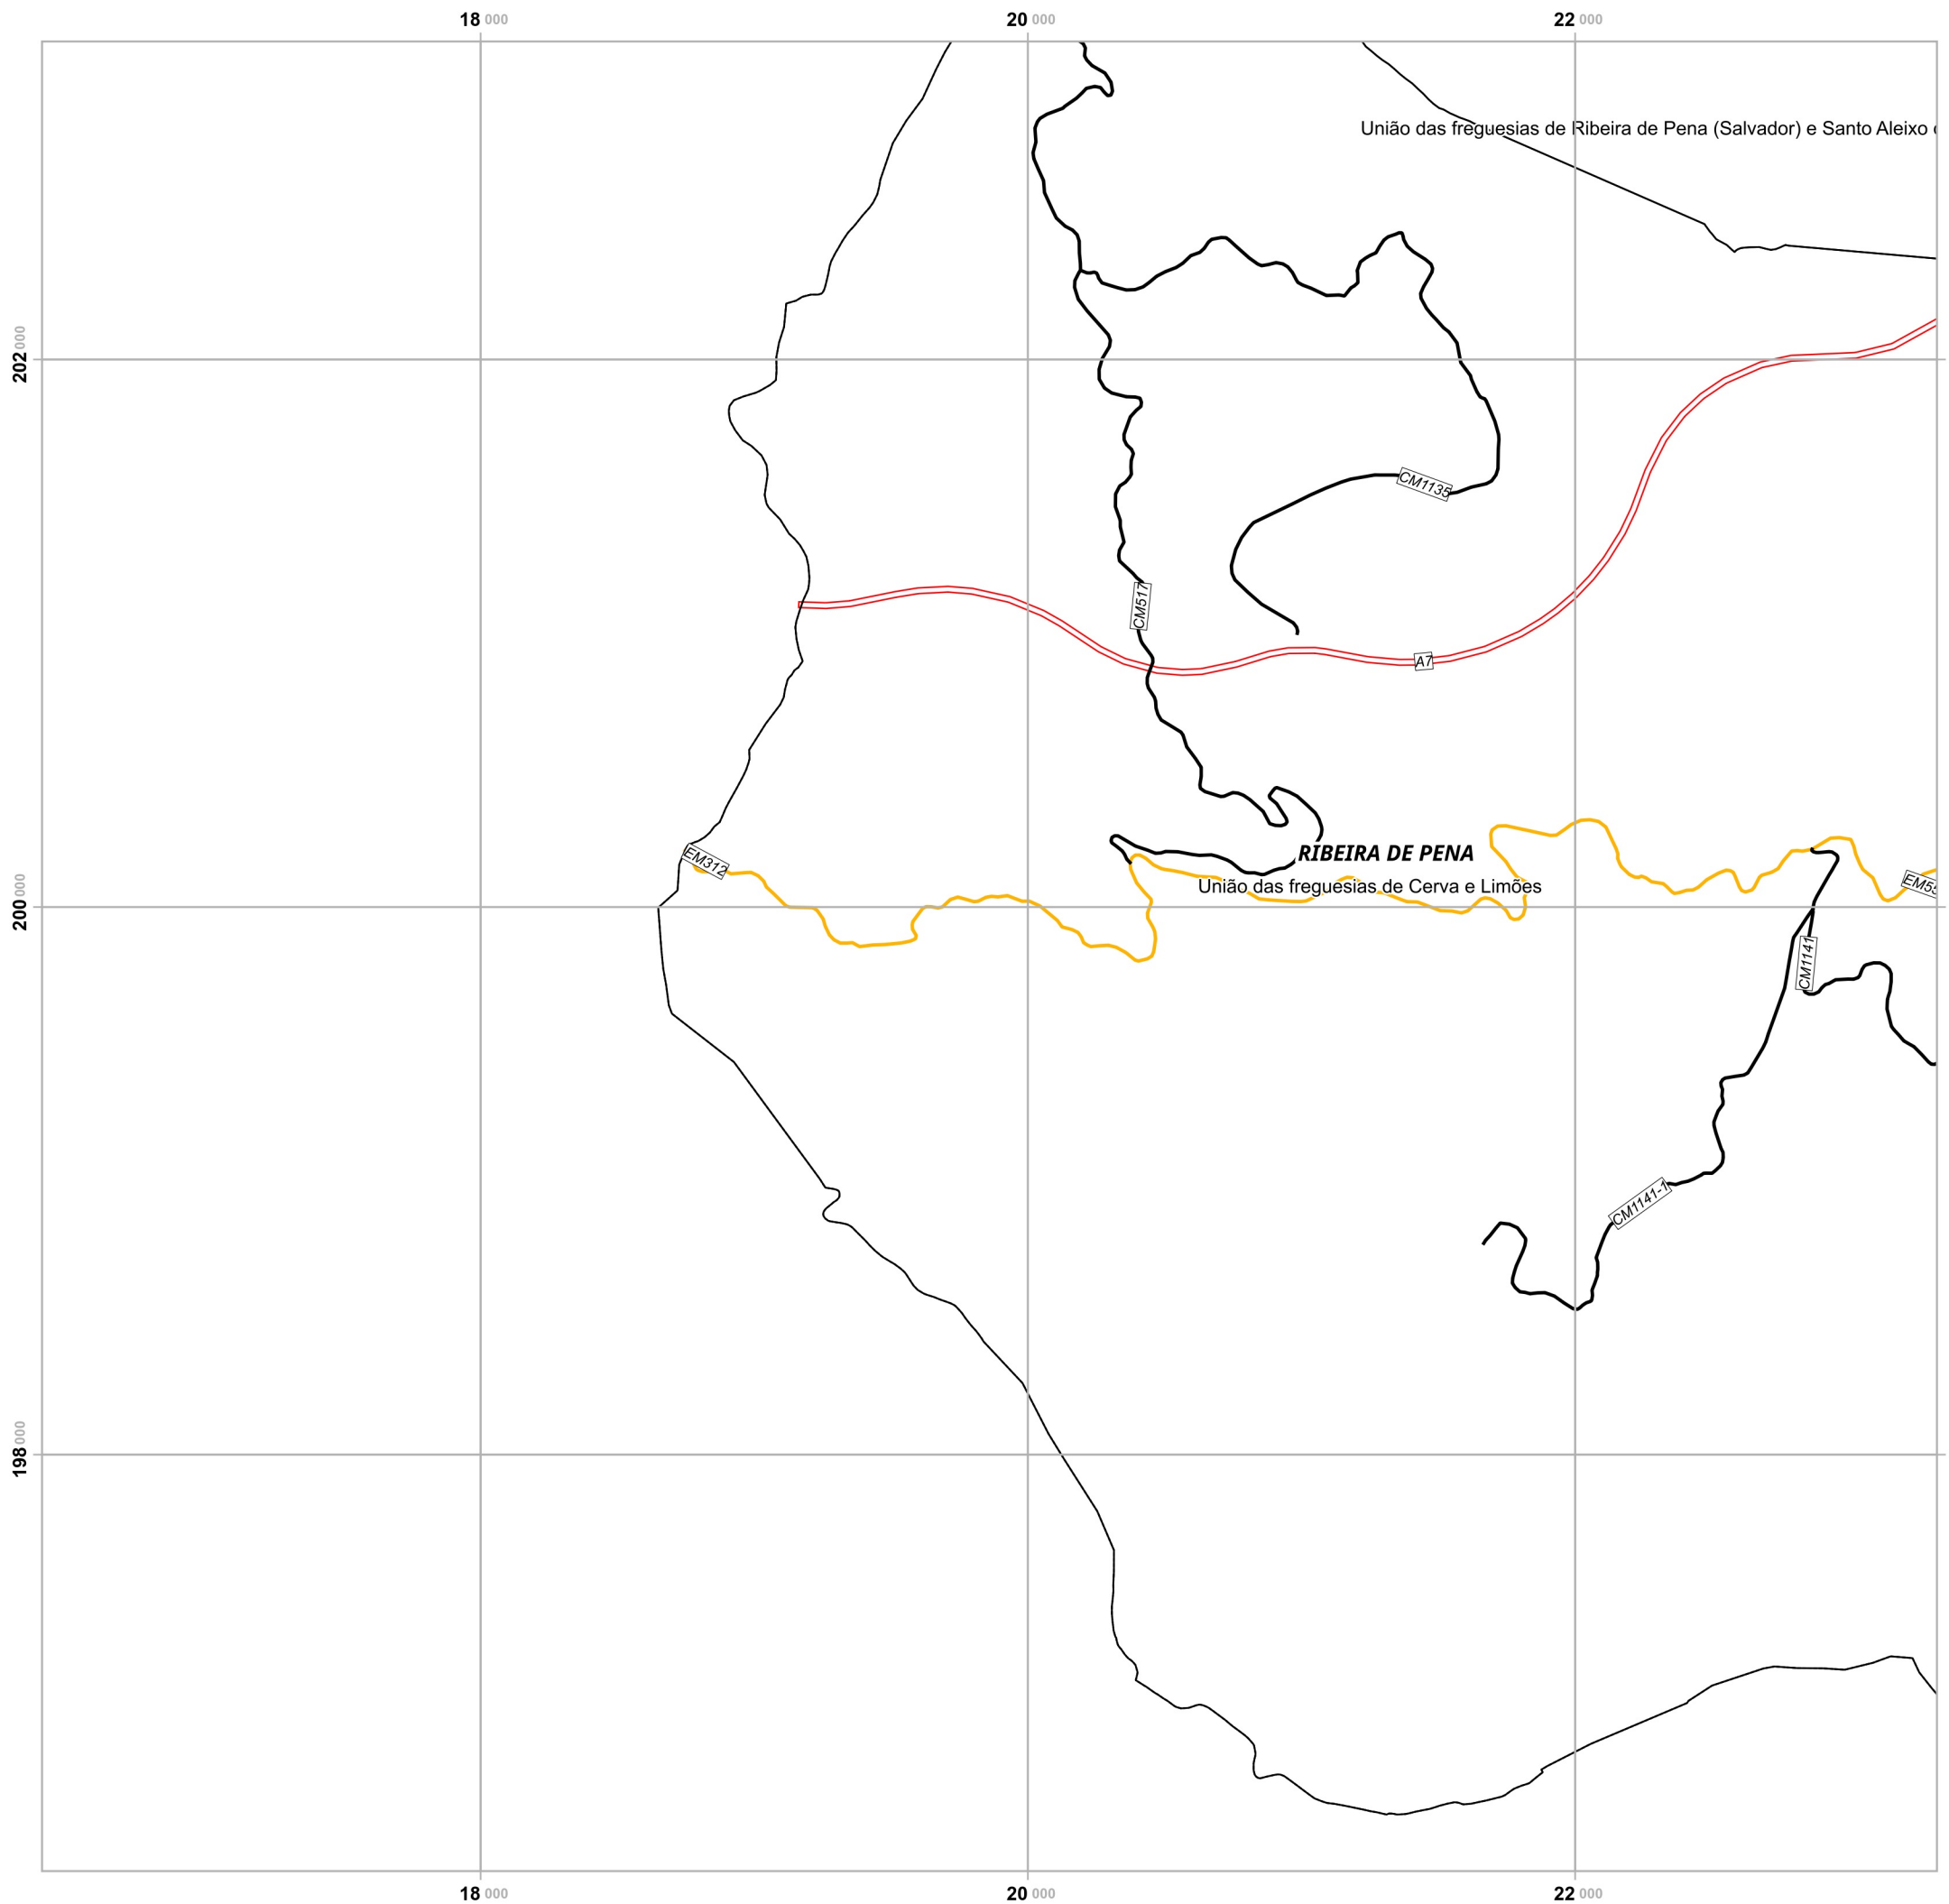 18 000
20 000
22 000
União das freguesias de Ribeira de Pena (Salvador) e Santo Aleixo
202 000
CM1135
CM517
A7
RIBEIRA DE PENA
EM312
União das freguesias de Cerva e Limões
EM55
200 000
CM1141
CM1141-1
198 000
18 000
20 000
22 000